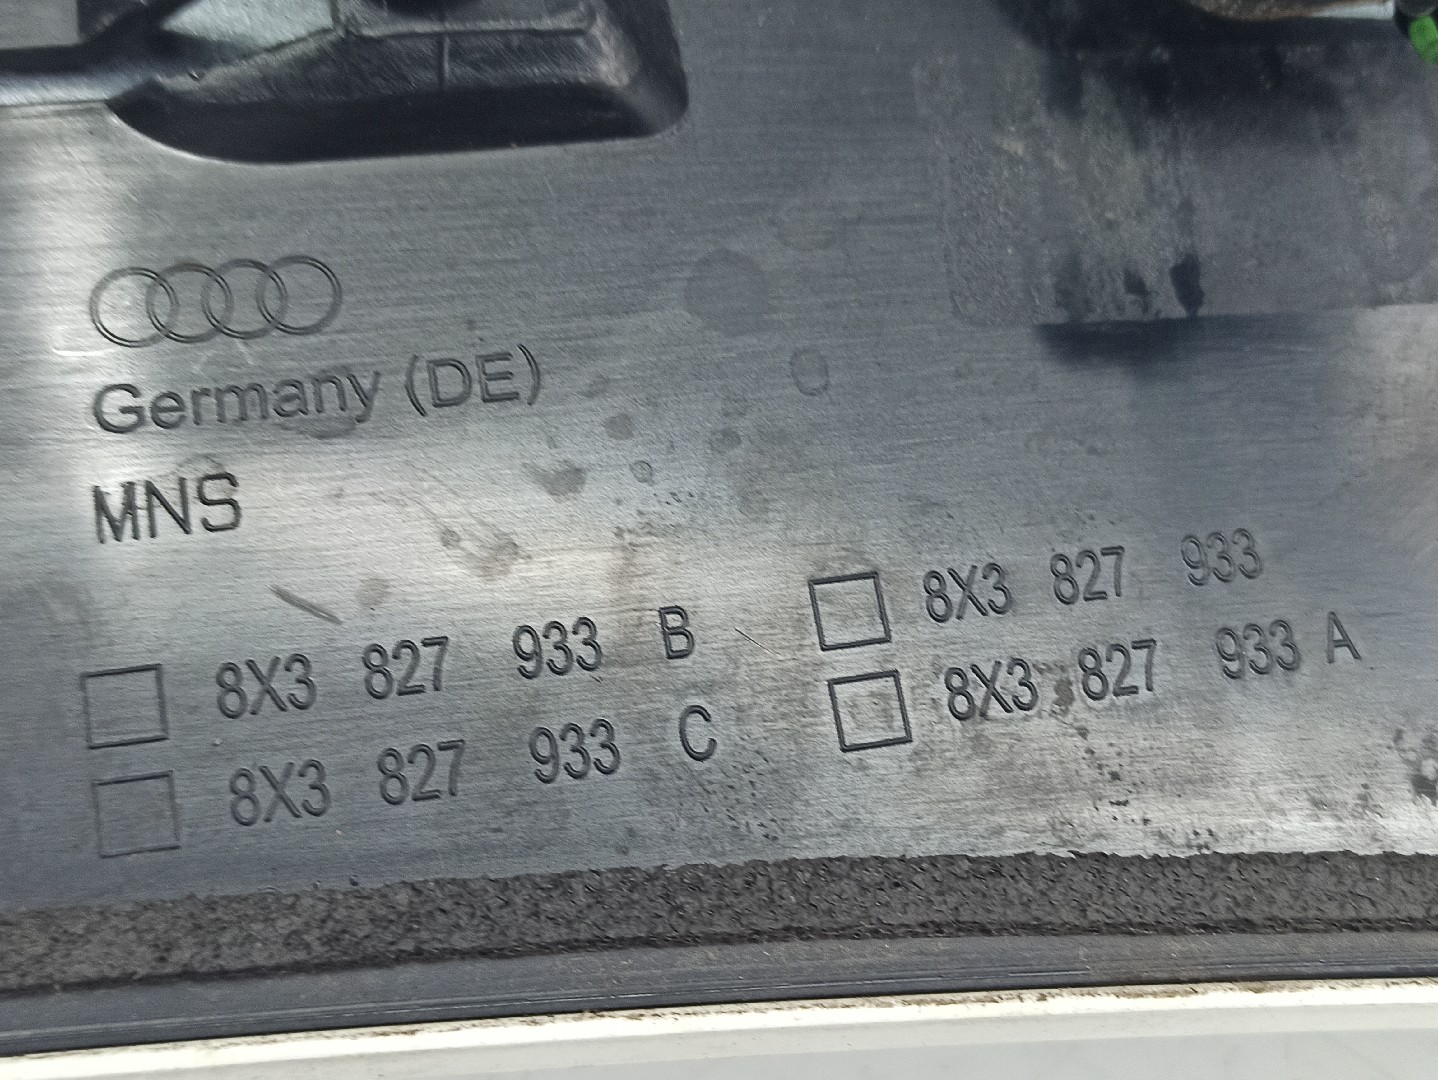 Germany (DE)
MNS
8X3 827 933 B
8X3 827 933 C
8X3 827 933
8X3 827 933 A